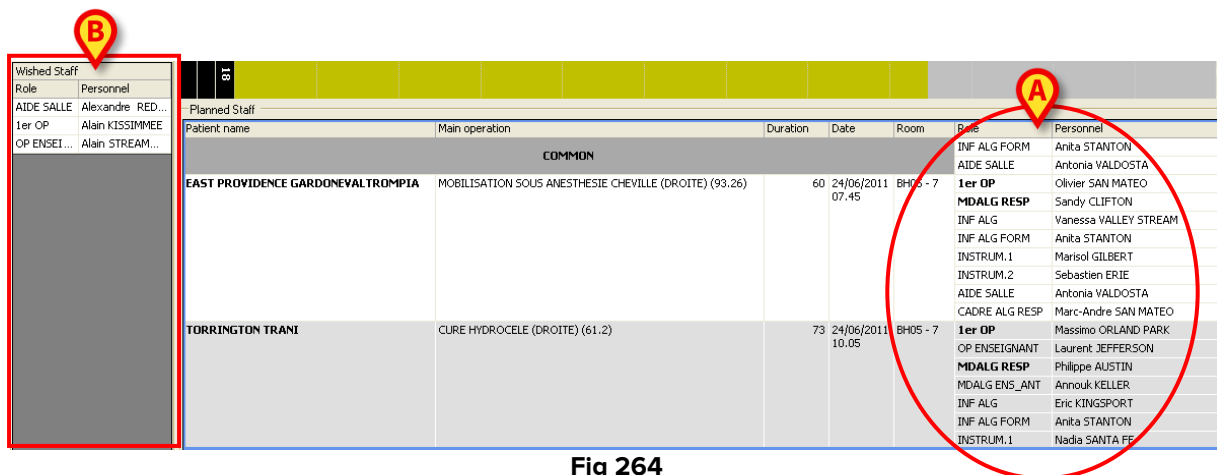 B
Wished Staff
Role Personnel
AIDE SALLE Alexandre RED...
1er OP Alain KISSIMMEE
OP ENSEI... Alain STREAM...
18
A
Planned Staff
Patient name Main operation Duration Date Room Role Personnel
COMMON
INF ALG FORM Anita STANTON
AIDE SALLE Antonia VALDOSTA
EAST PROVIDENCE GARDONEVALTROMPIA MOBILISATION SOUS ANESTHESIE CHEVILLE (DROITE) (93.26) 60 24/06/2011 BH05 - 7 1er OP Olivier SAN MATEO
07.45 MDALG RESP Sandy CLIFTON
INF ALG Vanessa VALLEY STREAM
INF ALG FORM Anita STANTON
INSTRUM.1 Marisol GILBERT
INSTRUM.2 Sebastien ERIE
AIDE SALLE Antonia VALDOSTA
CADRE ALG RESP Marc-Andre SAN MATEO
TORRINGTON TRANI CURE HYDROCELE (DROITE) (61.2) 73 24/06/2011 BH05 - 7 1er OP Massimo ORLAND PARK
10.05 OP ENSEIGNANT Laurent JEFFERSON
MDALG RESP Philippe AUSTIN
MDALG ENS_ANT Annouk KELLER
INF ALG Eric KINGSPORT
INF ALG FORM Anita STANTON
INSTRUM.1 Nadia SANTA FE
Fig 264